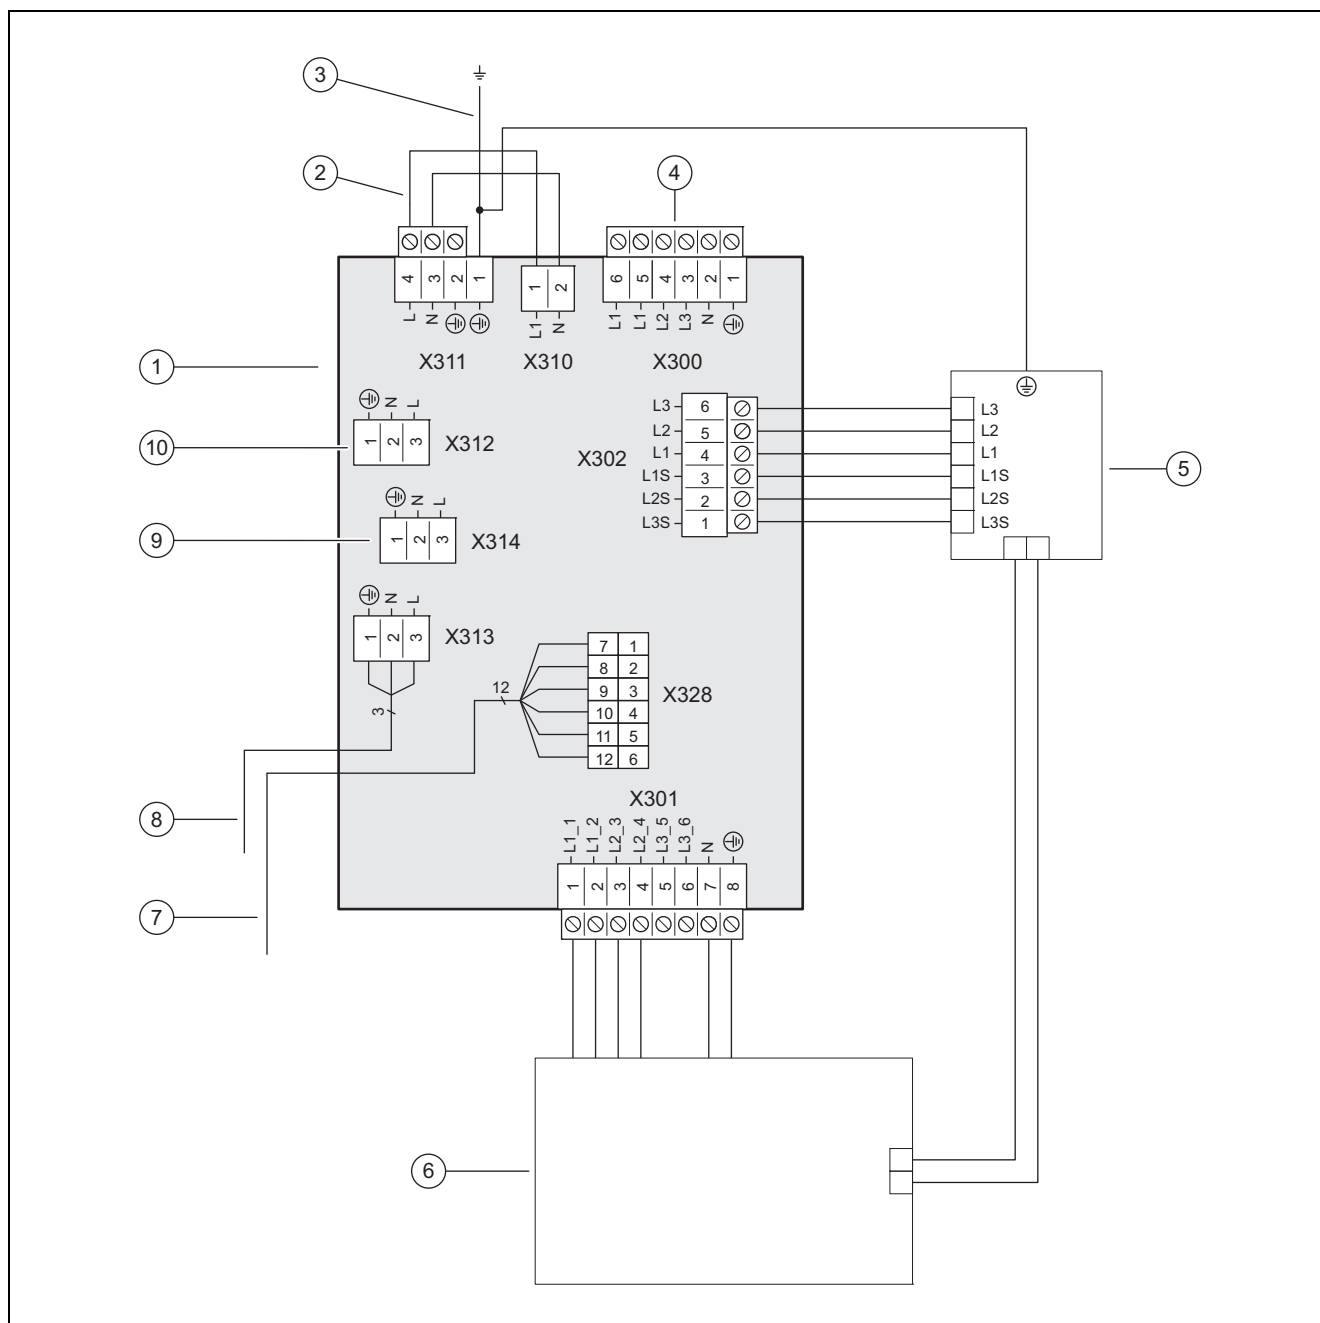 3
2
4
4 3 2 1
L N
X311
1 2
L1 N
X310
6 5 4 3 2 1
L1 L1 L2 L3 N
X300
1
N L
1 2 3
X312
10
N L
1 2 3
X314
9
N L
1 2 3
X313
3
8
7
L3 6
L2 5
L1 4
L1S 3
L2S 2
L3S 1
X302
L3
L2
L1
L1S
L2S
L3S
5
12
7 1
8 2
9 3
10 4
11 5
12 6
X328
X301
L1_1 L1_2 L2_3 L2_4 L3_5 L3_6 N
1 2 3 4 5 6 7 8
6